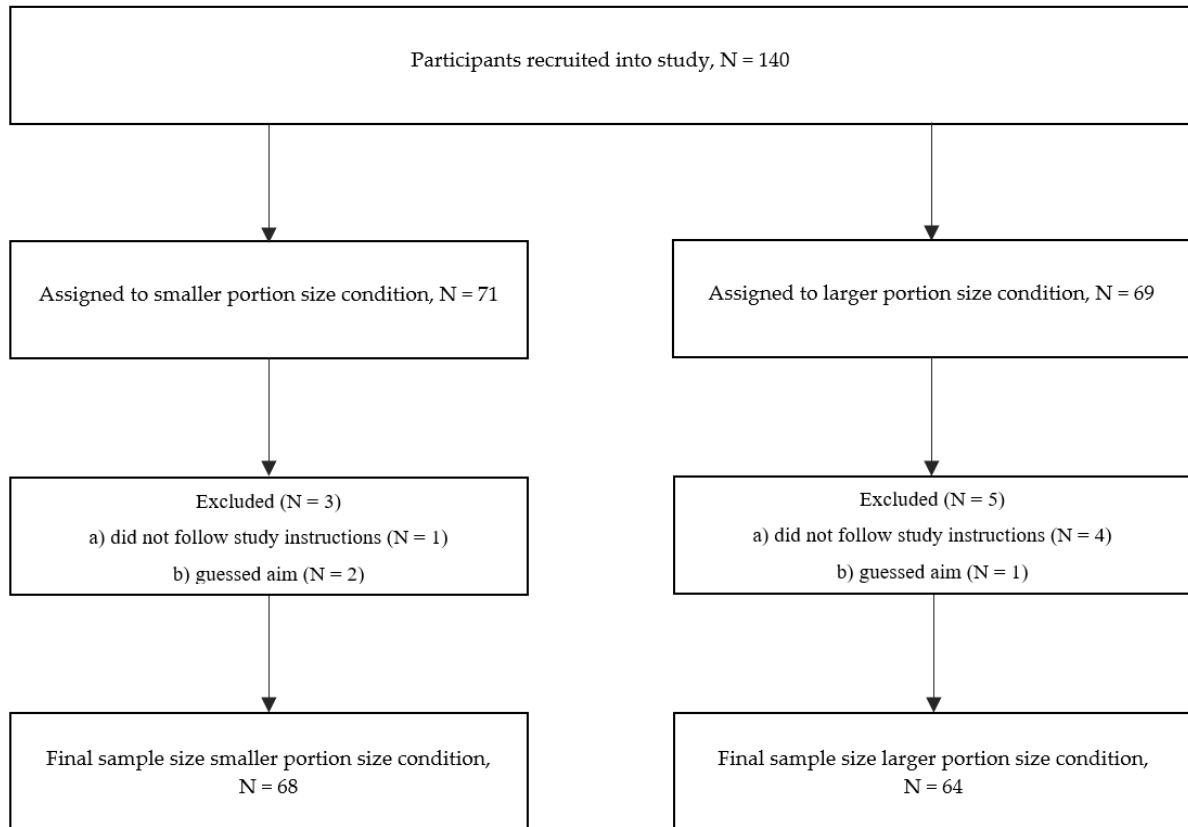 Participants recruited into study, N = 140
Assigned to smaller portion size condition, N = 71
Assigned to larger portion size condition, N = 69
Excluded (N = 3)
a) did not follow study instructions (N = 1)
b) guessed aim (N = 2)
Excluded (N = 5)
a) did not follow study instructions (N = 4)
b) guessed aim (N = 1)
Final sample size smaller portion size condition,
N = 68
Final sample size larger portion size condition,
N = 64